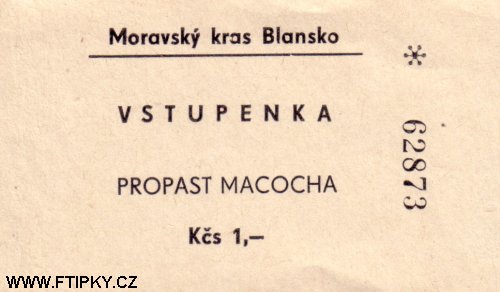 Moravský kras Blansko
VSTUPENKA
PROPAST MACOCHA
Kčs 1,—
* 62873
WWW.FTIPKY.CZ